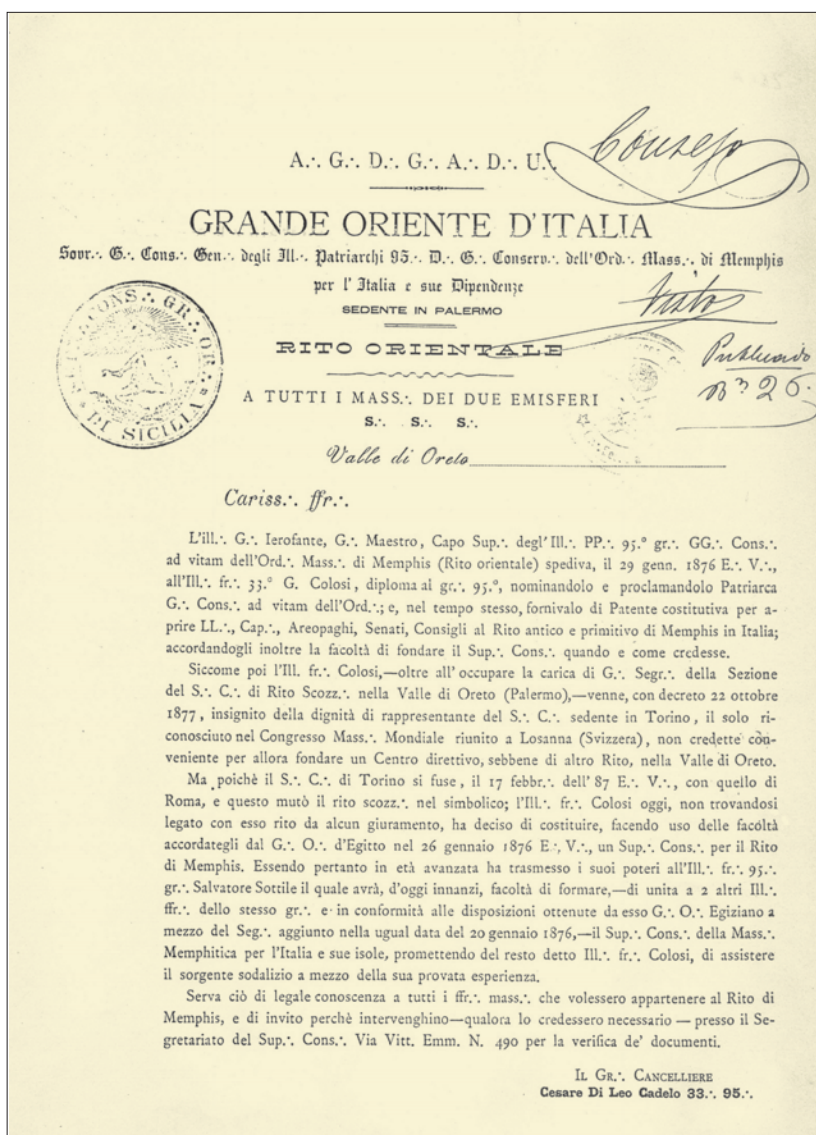 Consejo
A.·. G.·. D.·. G.·. A.·. D.·. U.·.
GRANDE ORIENTE D'ITALIA
Sovr.·. G.·. Cons.·. Gen.·. degli Ill.·. Patriarchi 95.·. D.·. G.·. Conserv.·. dell'Ord.·. Mass.·. di Memphis
per l'Italia e sue Dipendenze
SEDENTE IN PALERMO
Visto
RITO ORIENTALE
Publicado
Bn 26.
CONS.·. GR.·. OR.·.
DI SICILIA
A TUTTI I MASS.·. DEI DUE EMISFERI
S.·. S.·. S.·.
Valle di Oreto
Cariss.·. ffr.·.
L'ill.·. G.·. Ierofante, G.·. Maestro, Capo Sup.·. degl'Ill.·. PP.·. 95.º gr.·. GG.·. Cons.·.
ad vitam dell'Ord.·. Mass.·. di Memphis (Rito orientale) spediva, il 29 genn. 1876 E.·. V.·.,
all'Ill.·. fr.·. 33.º G. Colosi, diploma al gr.·. 95.º, nominandolo e proclamandolo Patriarca
G.·. Cons.·. ad vitam dell'Ord.·.; e, nel tempo stesso, fornivalo di Patente costitutiva per a-
prire LL.·., Cap.·., Areopaghi, Senati, Consigli al Rito antico e primitivo di Memphis in Italia;
accordandogli inoltre la facoltà di fondare il Sup.·. Cons.·. quando e come credesse.
Siccome poi l'Ill. fr.·. Colosi,—oltre all'occupare la carica di G.·. Segr.·. della Sezione
del S.·. C.·. di Rito Scozz.·. nella Valle di Oreto (Palermo),—venne, con decreto 22 ottobre
1877, insignito della dignità di rappresentante del S.·. C.·. sedente in Torino, il solo ri-
conosciuto nel Congresso Mass.·. Mondiale riunito a Losanna (Svizzera), non credette con-
veniente per allora fondare un Centro direttivo, sebbene di altro Rito, nella Valle di Oreto.
Ma poichè il S.·. C.·. di Torino si fuse, il 17 febbr.·. dell'87 E.·. V.·., con quello di
Roma, e questo mutò il rito scozz.·. nel simbolico; l'Ill.·. fr.·. Colosi oggi, non trovandosi
legato con esso rito da alcun giuramento, ha deciso di costituire, facendo uso delle facoltà
accordategli dal G.·. O.·. d'Egitto nel 26 gennaio 1876 E.·. V.·., un Sup.·. Cons.·. per il Rito
di Memphis. Essendo pertanto in età avanzata ha trasmesso i suoi poteri all'Ill.·. fr.·. 95.·.
gr.·. Salvatore Sottile il quale avrà, d'oggi innanzi, facoltà di formare,—di unita a 2 altri Ill.·.
ffr.·. dello stesso gr.·. e in conformità alle disposizioni ottenute da esso G.·. O.·. Egiziano a
mezzo del Seg.·. aggiunto nella ugual data del 20 gennaio 1876,—il Sup.·. Cons.·. della Mass.·.
Memphitica per l'Italia e sue isole, promettendo del resto detto Ill.·. fr.·. Colosi, di assistere
il sorgente sodalizio a mezzo della sua provata esperienza.
Serva ciò di legale conoscenza a tutti i ffr.·. mass.·. che volessero appartenere al Rito di
Memphis, e di invito perchè intervenghino—qualora lo credessero necessario — presso il Se-
gretariato del Sup.·. Cons.·. Via Vitt. Emm. N. 490 per la verifica de' documenti.
IL GR.·. CANCELLIERE
Cesare Di Leo Cadelo 33.·. 95.·.